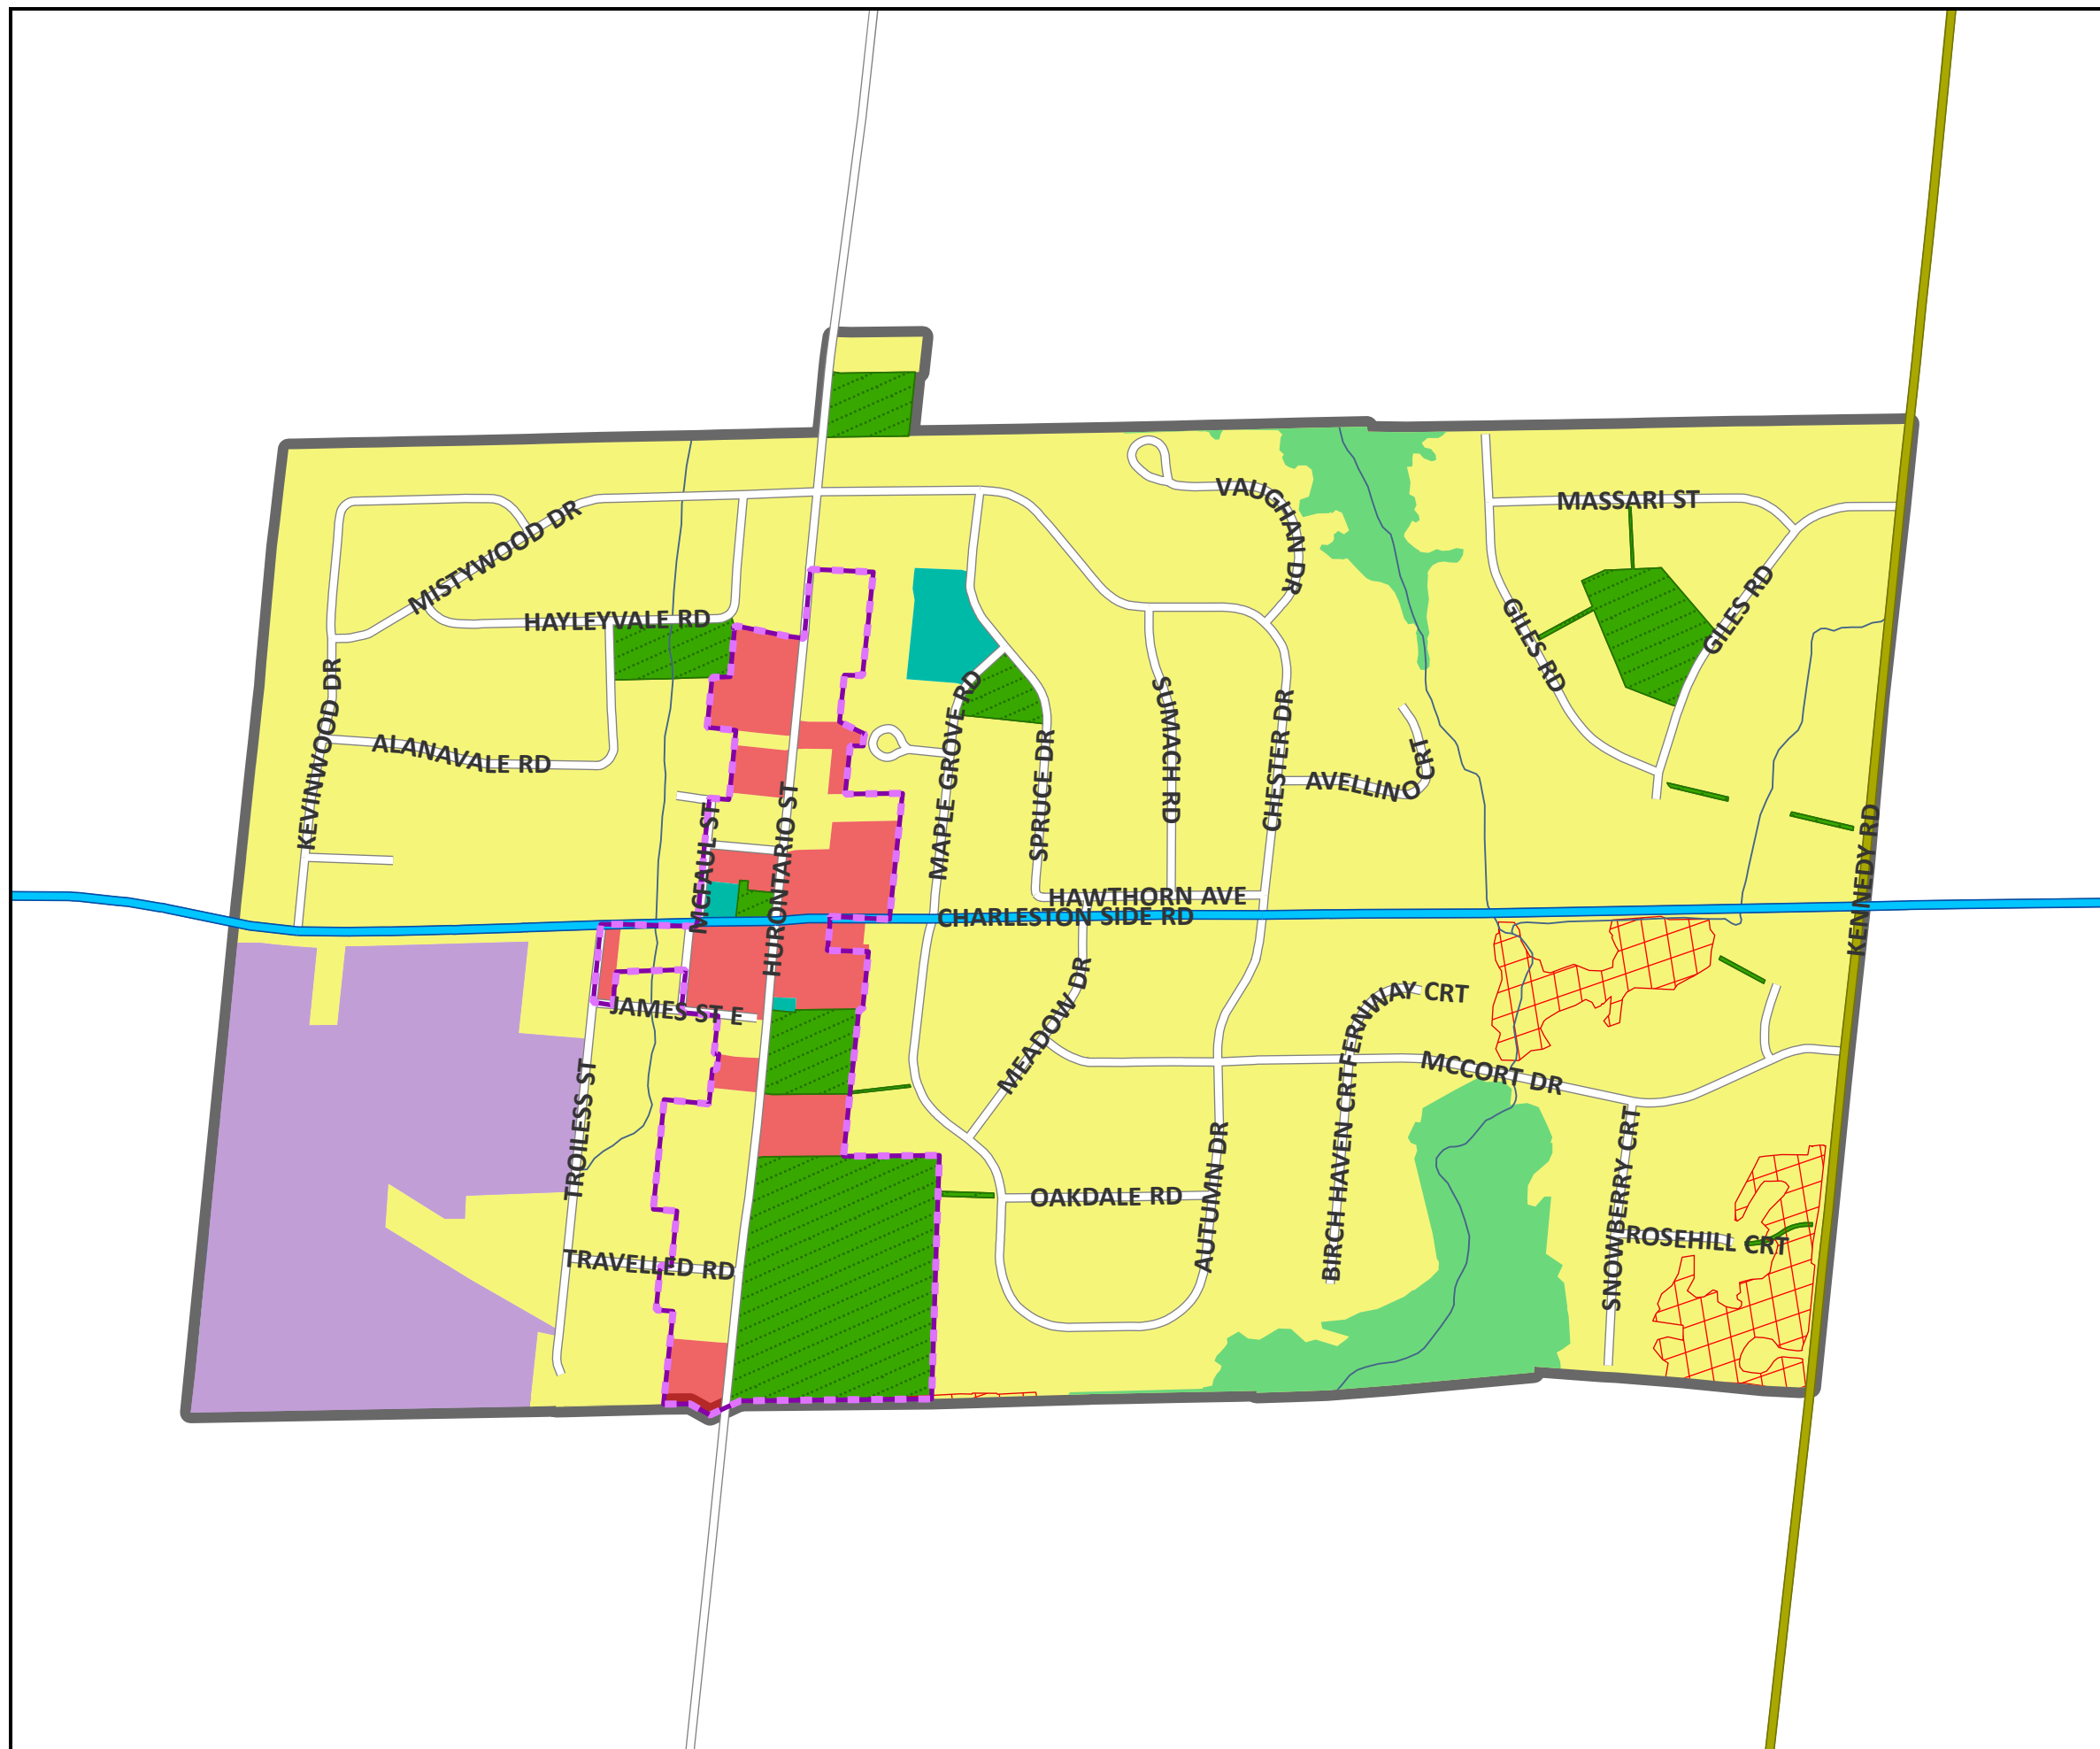 VAUGHAN DR
MASSARI ST
MISTYWOOD DR
HAYLEYVALE RD
GILES RD
GILES RD
KEVINWOOD DR
ALANAVALE RD
MAPLE GROVE RD
SPRUCE DR
SUMACH RD
CHESTER DR
AVELLINO CRT
MCFAUL ST
HURONTARIO ST
KENNEDY RD
HAWTHORN AVE
CHARLESTON SIDE RD
JAMES ST E
MEADOW DR
FERNWAY CRT
MCCORT DR
TROILESS ST
BIRCH HAVEN CRT
AUTUMN DR
OAKDALE RD
SNOWBERRY CRT
ROSEHILL CRT
TRAVELLED RD